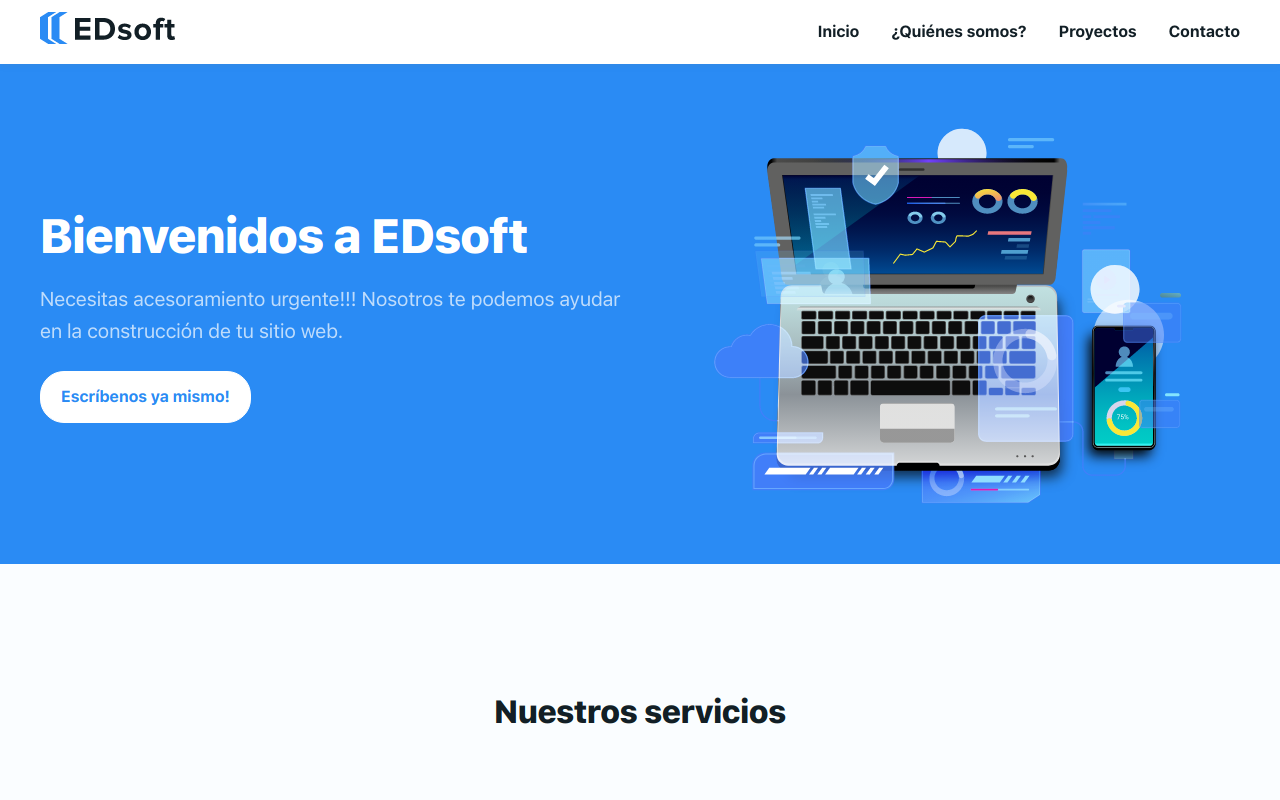 EDsoft
Inicio ¿Quiénes somos? Proyectos Contacto
Bienvenidos a EDsoft
Necesitas acesoramiento urgente!!! Nosotros te podemos ayudar
en la construcción de tu sitio web.
Escríbenos ya mismo!
75%
Nuestros servicios